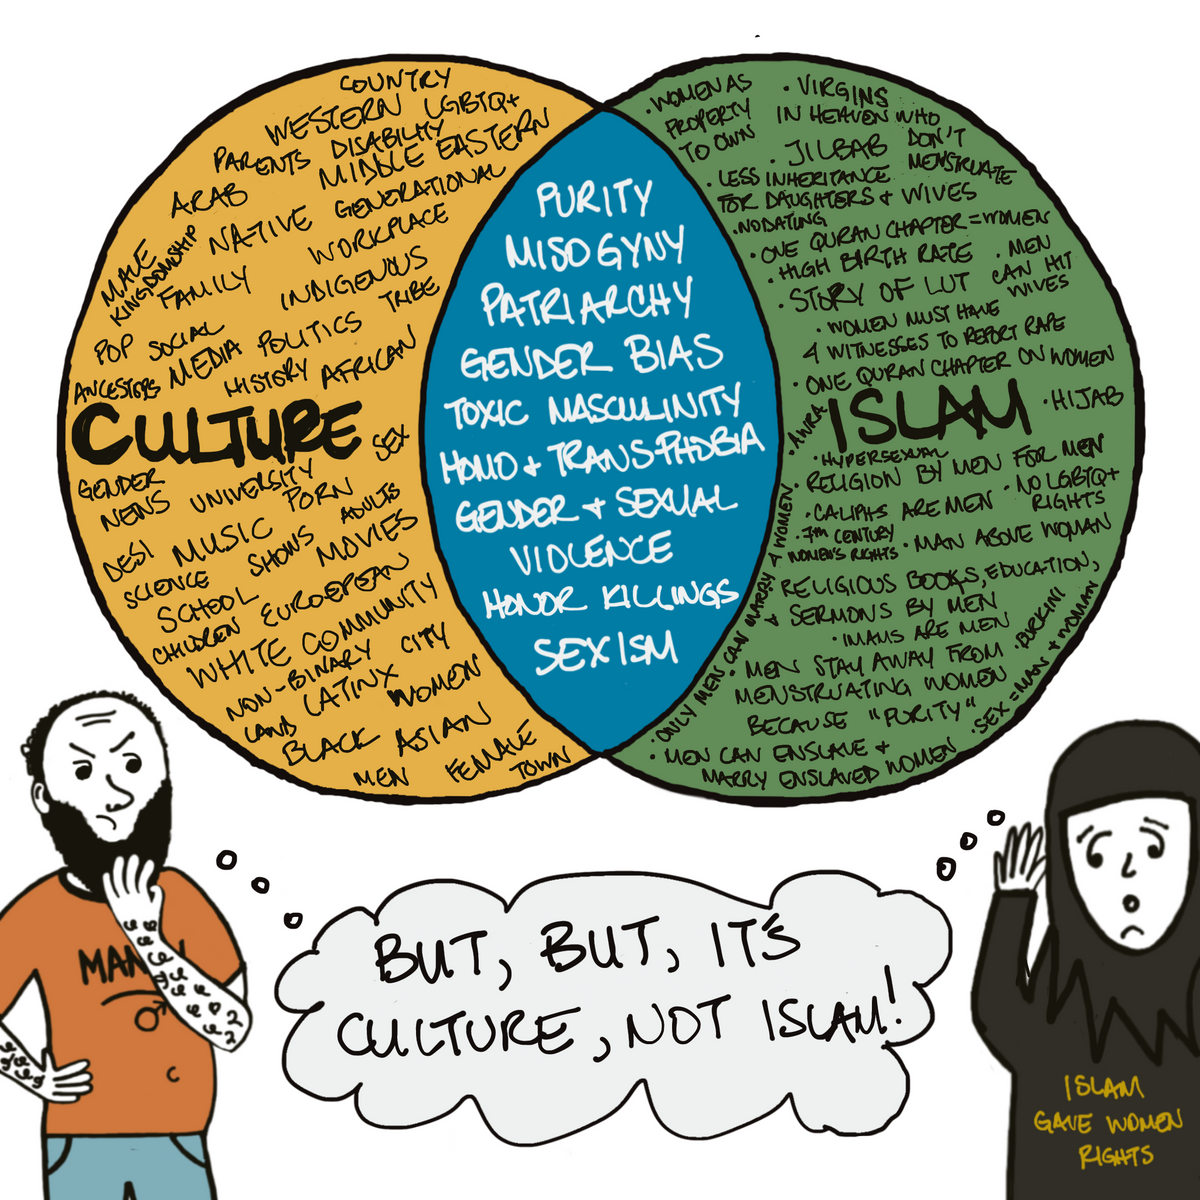 COUNTRY
WESTERN LGBTQ+
PARENTS DISABILITY
MIDDLE EASTERN
ARAB
NATIVE GENERATIONAL
MALE
KINGDOMSHIP
FAMILY WORKPLACE
INDIGENOUS
POP SOCIAL
MEDIA POLITICS TRIBE
ANCESTORS
HISTORY AFRICAN
CULTURE
SEX
GENDER
NEWS UNIVERSITY
PORN
DESI MUSIC ADULTS
SCIENCE SHOWS MOVIES
SCHOOL
CHILDREN EUROEPEAN
WHITE COMMUNITY
NON-BINARY CITY
LAND LATINX WOMEN
BLACK ASIAN
MEN FEMALE
TOWN
PURITY
MISOGYNY
PATRIARCHY
GENDER BIAS
TOXIC MASCULINITY
HOMO + TRANSPHOBIA
GENDER + SEXUAL
VIOLENCE
HONOR KILLINGS
SEXISM
• WOMEN AS
PROPERTY
TO OWN
• VIRGINS
IN HEAVEN WHO
DON'T
MENSTRUATE
• JILBAB
• LESS INHERITANCE
FOR DAUGHTERS + WIVES
• NO DATING
• ONE QURAN CHAPTER = WOMEN
• HIGH BIRTH RATE
• MEN
CAN HIT
WIVES
• STORY OF LUT
• WOMEN MUST HAVE
4 WITNESSES TO REPORT RAPE
• ONE QURAN CHAPTER ON WOMEN
• AWRA
ISLAM
• HIJAB
• HYPERSEXUAL
• RELIGION BY MEN FOR MEN
• CALIPHS ARE MEN
• NO LGBTQ+
RIGHTS
• 7TH CENTURY
WOMEN'S RIGHTS
• MAN ABOVE WOMAN
• ONLY MEN CAN MARRY 4 WOMEN
• RELIGIOUS BOOKS, EDUCATION,
+ SERMONS BY MEN
• IMAMS ARE MEN
• BURKINI
• MEN STAY AWAY FROM
MENSTRUATING WOMEN
BECAUSE "PURITY"
• SEX = MAN + WOMAN
• MEN CAN ENSLAVE +
MARRY ENSLAVED WOMEN
BUT, BUT, IT'S
CULTURE, NOT ISLAM!
MAN
ISLAM
GAVE WOMEN
RIGHTS